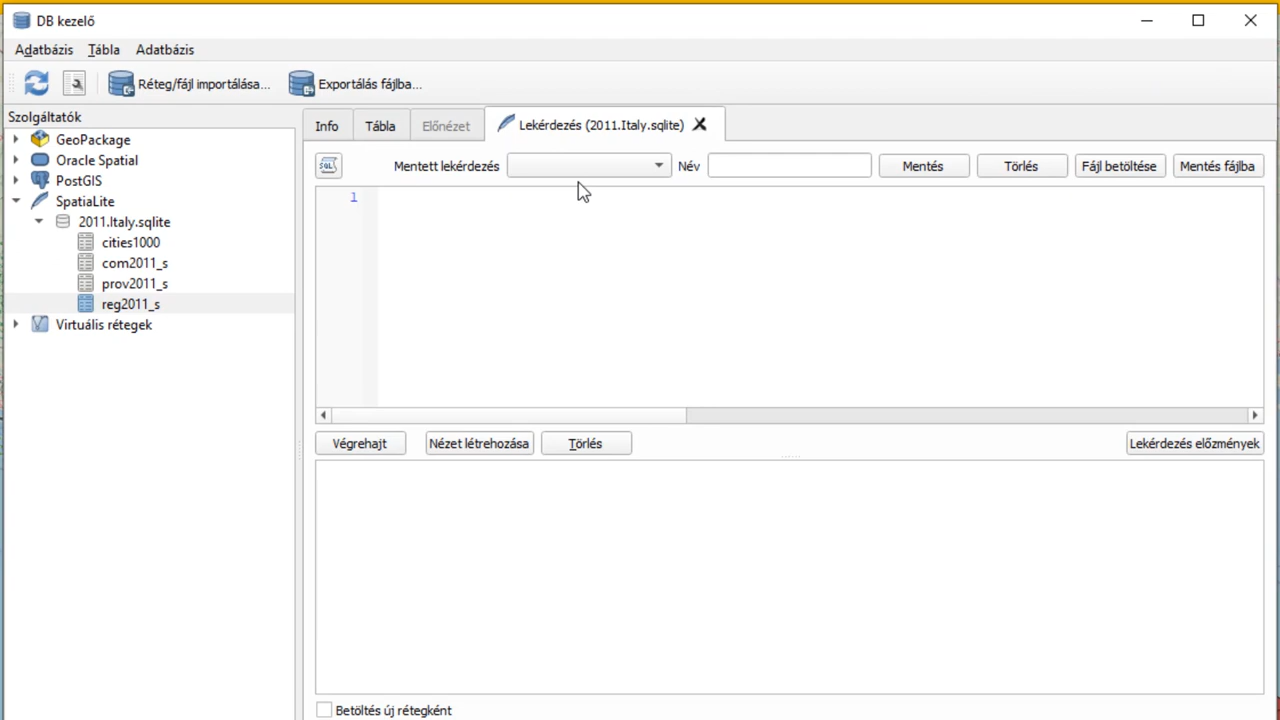 DB kezelő
Adatbázis Tábla Adatbázis
Réteg/fájl importálása... Exportálás fájlba...
Szolgáltatók
GeoPackage
Oracle Spatial
PostGIS
SpatiaLite
2011.Italy.sqlite
cities1000
com2011_s
prov2011_s
reg2011_s
Virtuális rétegek
Info Tábla Előnézet Lekérdezés (2011.Italy.sqlite)
SQL Mentett lekérdezés Név Mentés Törlés Fájl betöltése Mentés fájlba
1
Végrehajt Nézet létrehozása Törlés Lekérdezés előzmények
Betöltés új rétegként